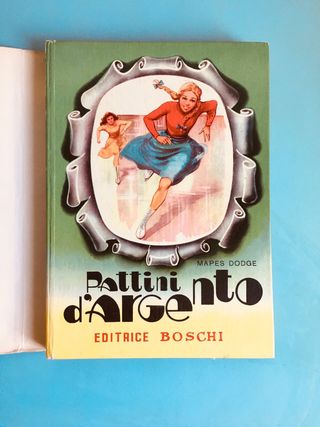 MAPES DODGE
Pattini
d'Argento
EDITRICE BOSCHI